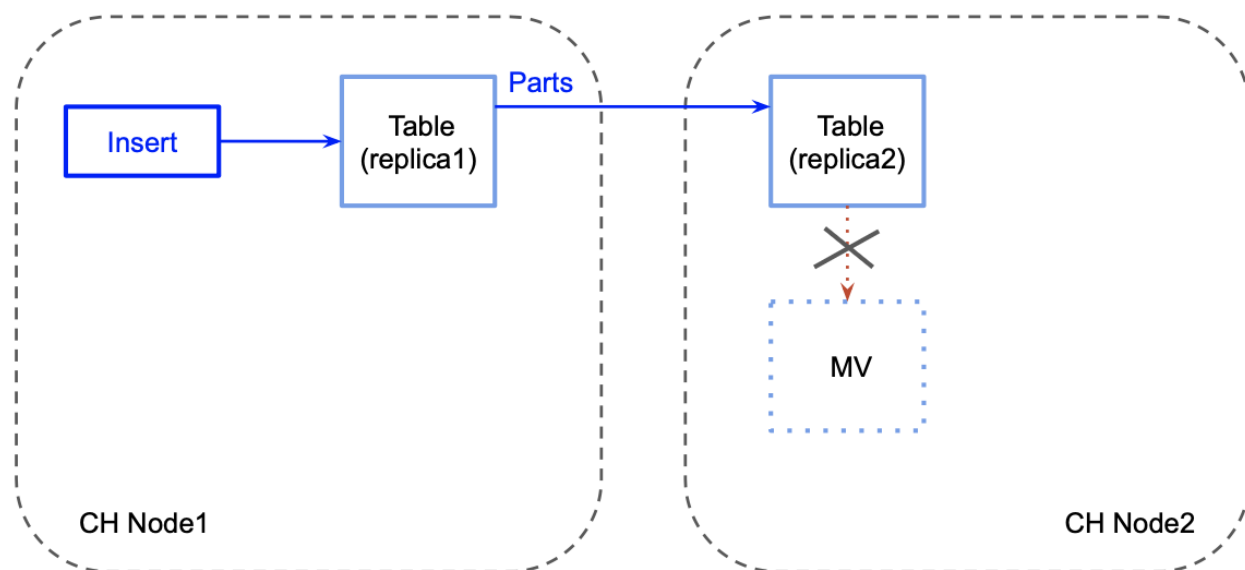 Parts
Insert
Table
(replica1)
Table
(replica2)
MV
CH Node1
CH Node2